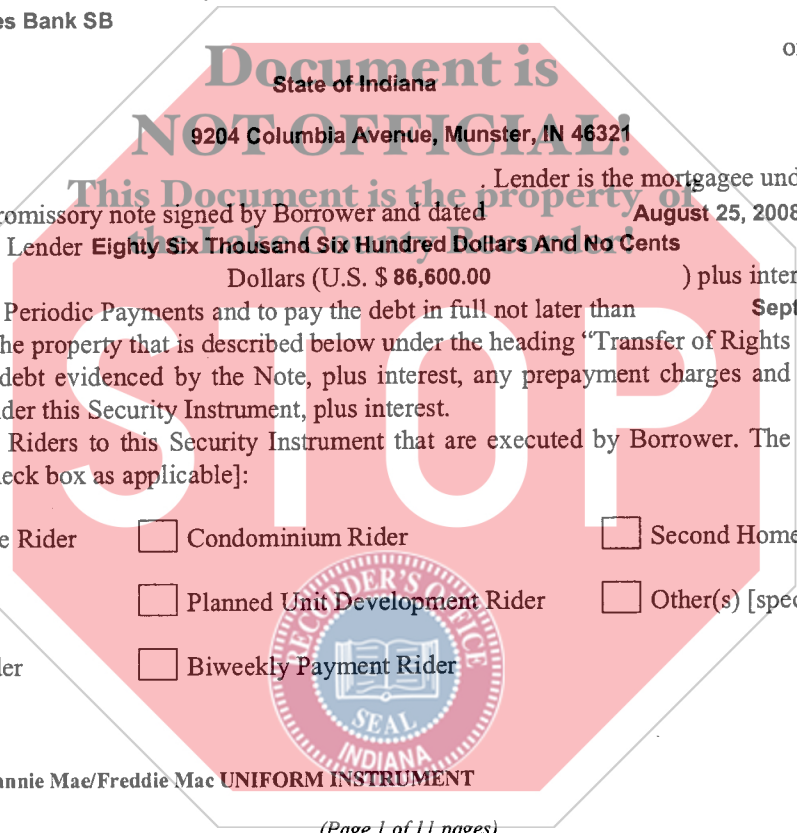 es Bank SB
Document is
State of Indiana
NOT OFFICIAL!
9204 Columbia Avenue, Munster, IN 46321
. Lender is the mortgagee und
This Document is the property of
romissory note signed by Borrower and dated August 25, 2008
the Lake County Recorder!
Lender Eighty Six Thousand Six Hundred Dollars And No Cents
Dollars (U.S. $ 86,600.00 ) plus inter
Periodic Payments and to pay the debt in full not later than Sept
he property that is described below under the heading “Transfer of Rights
debt evidenced by the Note, plus interest, any prepayment charges and
der this Security Instrument, plus interest.
Riders to this Security Instrument that are executed by Borrower. The
eck box as applicable]:
STOP
e Rider Condominium Rider Second Home
Planned Unit Development Rider Other(s) [spec
er Biweekly Payment Rider
RECORDER'S OFFICE
SEAL
INDIANA
annie Mae/Freddie Mac UNIFORM INSTRUMENT
(Page 1 of 11 pages)